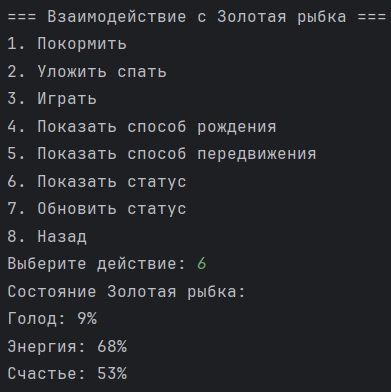 === Взаимодействие с Золотая рыбка ===
1. Покормить
2. Уложить спать
3. Играть
4. Показать способ рождения
5. Показать способ передвижения
6. Показать статус
7. Обновить статус
8. Назад
Выберите действие: 6
Состояние Золотая рыбка:
Голод: 9%
Энергия: 68%
Счастье: 53%